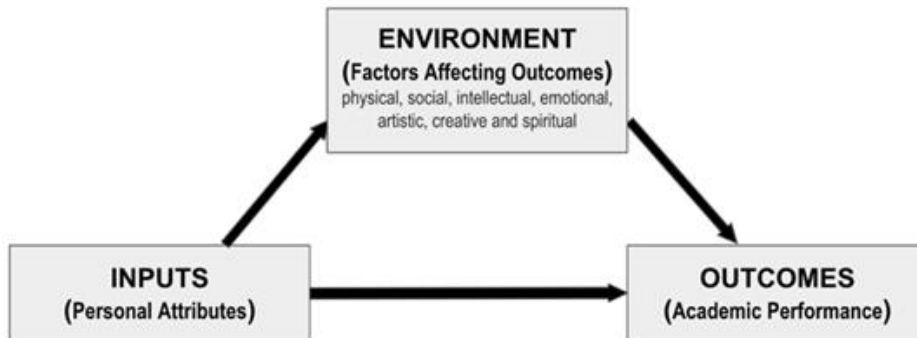 ENVIRONMENT
(Factors Affecting Outcomes)
physical, social, intellectual, emotional,
artistic, creative and spiritual
INPUTS
(Personal Attributes)
OUTCOMES
(Academic Performance)